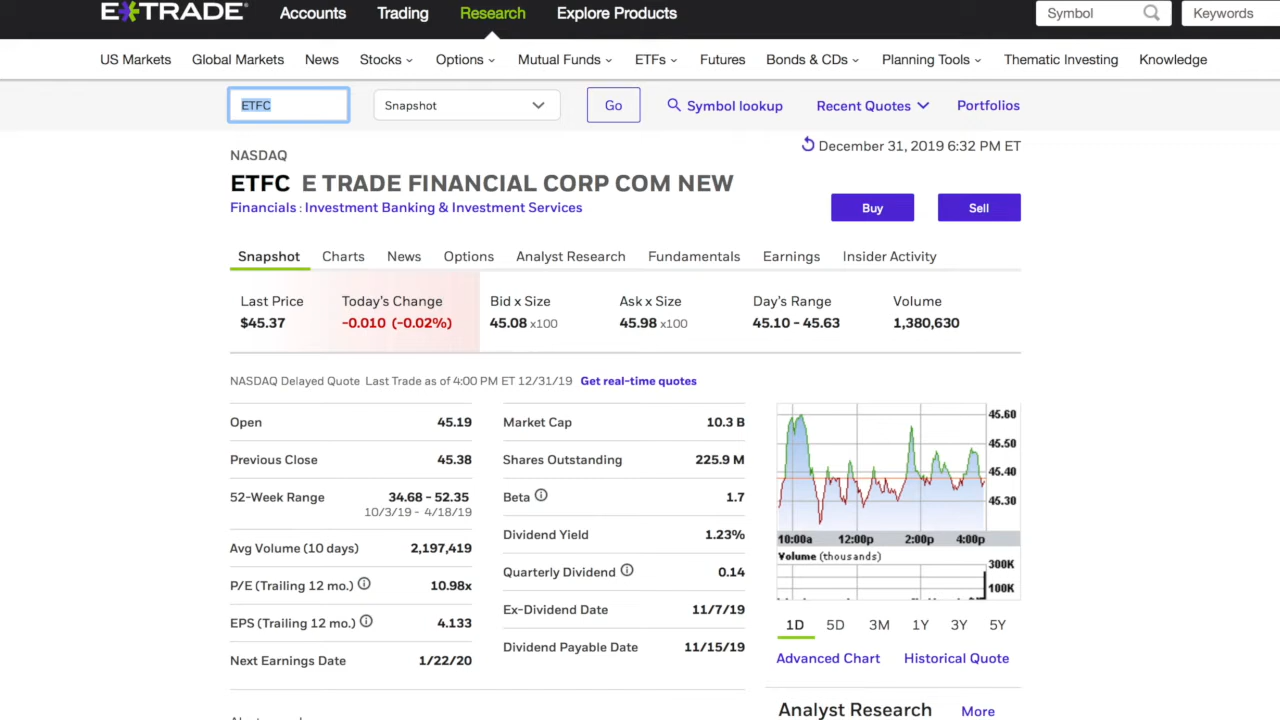 E*TRADE Accounts Trading Research Explore Products Symbol Keywords
US Markets Global Markets News Stocks Options Mutual Funds ETFs Futures Bonds & CDs Planning Tools Thematic Investing Knowledge
ETFC Snapshot Go Symbol lookup Recent Quotes Portfolios
December 31, 2019 6:32 PM ET
NASDAQ
ETFC E TRADE FINANCIAL CORP COM NEW
Financials : Investment Banking & Investment Services
Buy Sell
Snapshot Charts News Options Analyst Research Fundamentals Earnings Insider Activity
Last Price Today's Change Bid x Size Ask x Size Day's Range Volume
$45.37 -0.010 (-0.02%) 45.08 x100 45.98 x100 45.10 - 45.63 1,380,630
NASDAQ Delayed Quote Last Trade as of 4:00 PM ET 12/31/19 Get real-time quotes
Open 45.19
Previous Close 45.38
52-Week Range 34.68 - 52.35
10/3/19 - 4/18/19
Avg Volume (10 days) 2,197,419
P/E (Trailing 12 mo.) 10.98x
EPS (Trailing 12 mo.) 4.133
Next Earnings Date 1/22/20
Market Cap 10.3 B
Shares Outstanding 225.9 M
Beta 1.7
Dividend Yield 1.23%
Quarterly Dividend 0.14
Ex-Dividend Date 11/7/19
Dividend Payable Date 11/15/19
45.60
45.50
45.40
45.30
10:00a 12:00p 2:00p 4:00p
Volume (thousands)
300K
100K
1D 5D 3M 1Y 3Y 5Y
Advanced Chart Historical Quote
Analyst Research More